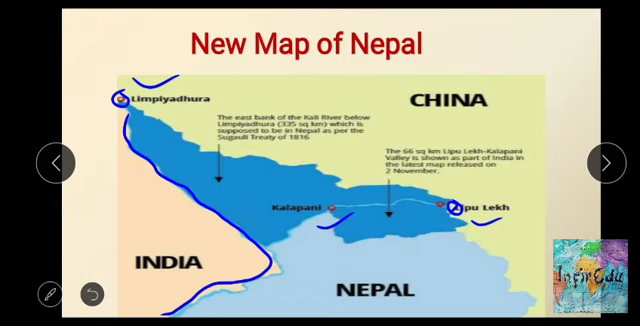 New Map of Nepal
Limpiyadhura
CHINA
The east bank of the Kali River below
Limpiyadhura (335 sq km) which is
supposed to be in Nepal as per the
Sugauli Treaty of 1816
The 66 sq km Lipu Lekh-Kalapani
Valley is shown as part of India in
the latest map released on
2 November.
Kalapani
Lipu Lekh
INDIA
NEPAL
InfinEdu